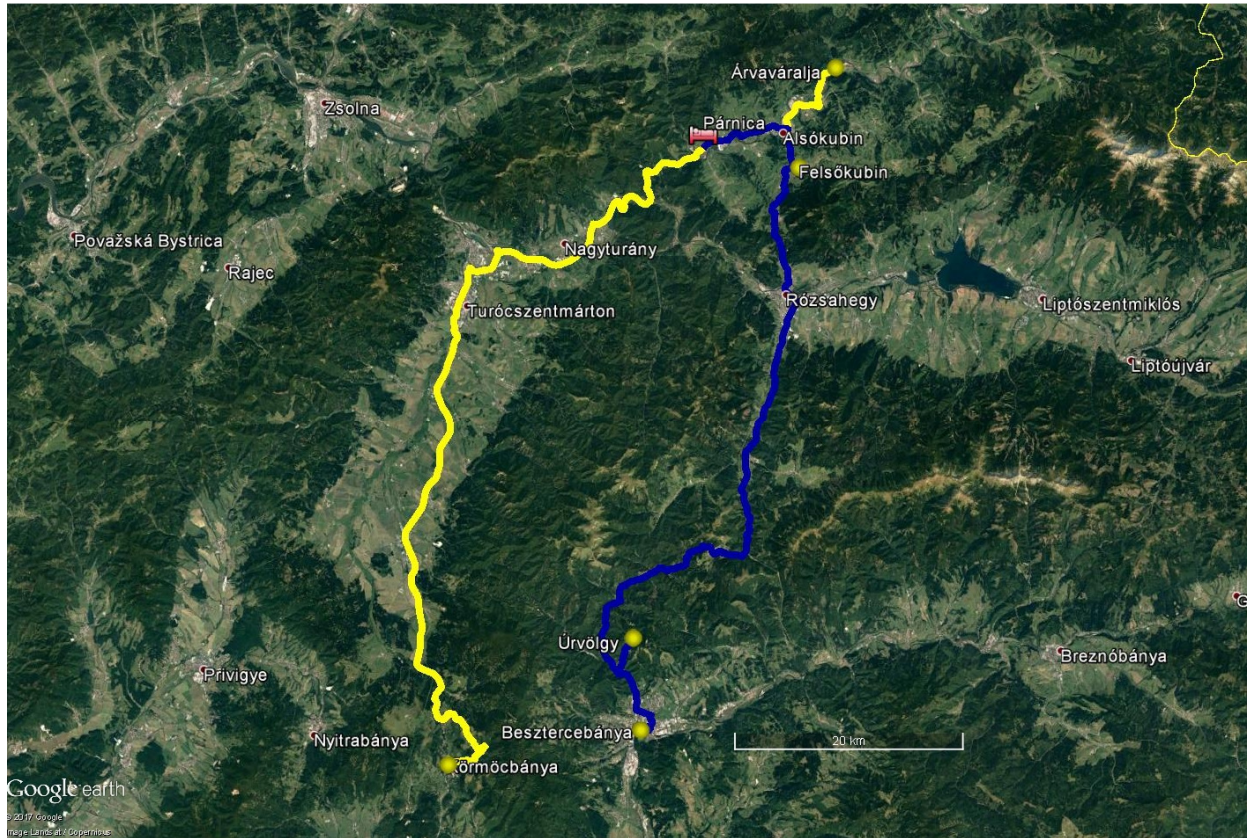 Árvaváralja
Zsolna
Párnica
Alsókubin
Felsőkubin
Považská Bystrica
Nagyturány
Rajec
Rózsahegy
Liptószentmiklós
Turócszentmárton
Liptóújvár
G
Úrvölgy
Privigye
Breznóbánya
Besztercebánya
Nyitrabánya
20 km
Körmöcbánya
Google earth
© 2017 Google
Image Landsat / Copernicus